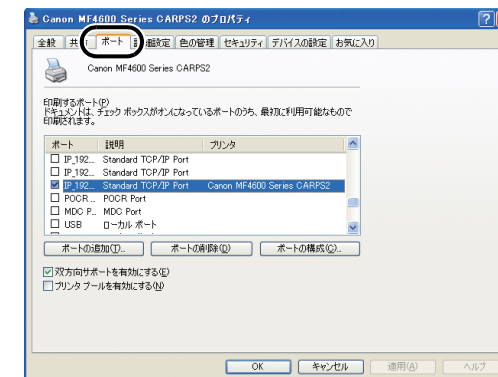 Canon MF4600 Series CARPS2 のプロパティ
?
全般 共有 ポート 詳細設定 色の管理 セキュリティ デバイスの設定 お気に入り
Canon MF4600 Series CARPS2
印刷するポート(P)
ドキュメントは、チェック ボックスがオンになっているポートのうち、最初に利用可能なもので
印刷されます。
ポート 説明 プリンタ
IP_192... Standard TCP/IP Port
IP_192... Standard TCP/IP Port
IP_192... Standard TCP/IP Port Canon MF4600 Series CARPS2
POCR... POCR Port
MDC P... MDC Port
USB ローカル ポート
ポートの追加(T)... ポートの削除(D) ポートの構成(C)...
双方向サポートを有効にする(E)
プリンタ プールを有効にする(N)
OK キャンセル 適用(A) ヘルプ